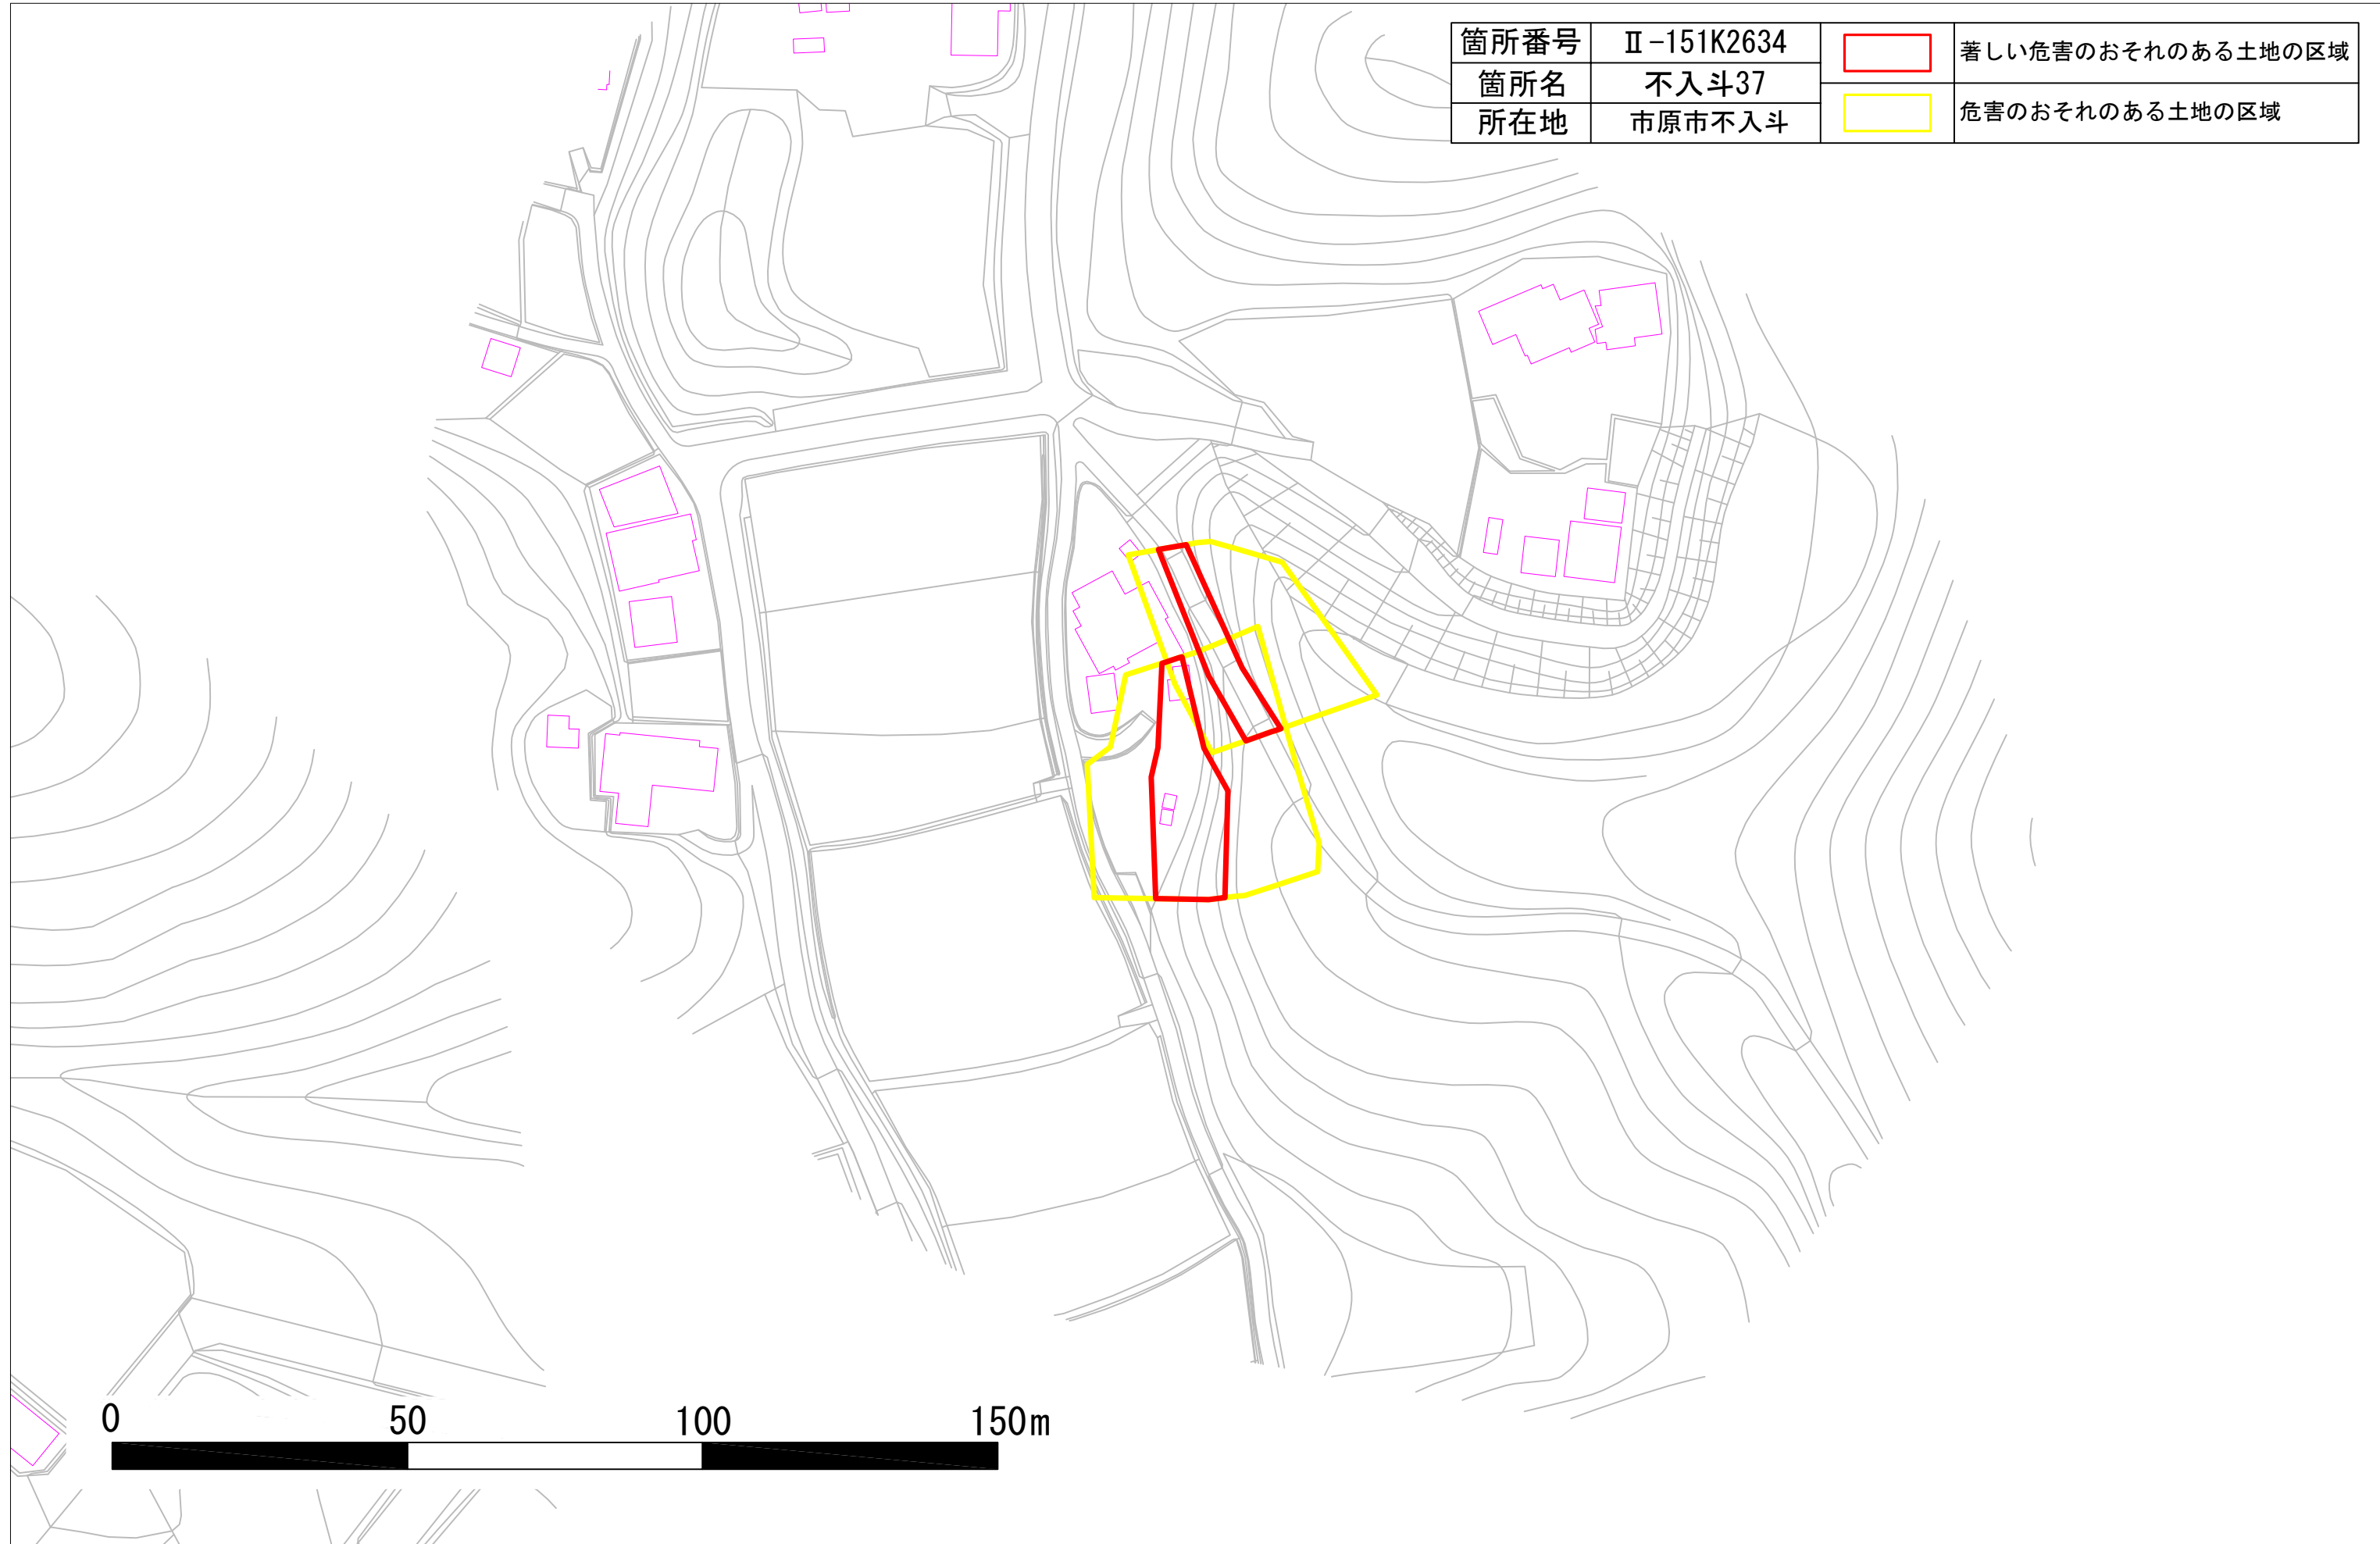 箇所番号 Ⅱ-151K2634
箇所名 不入斗37
所在地 市原市不入斗
著しい危害のおそれのある土地の区域
危害のおそれのある土地の区域
0 50 100 150m